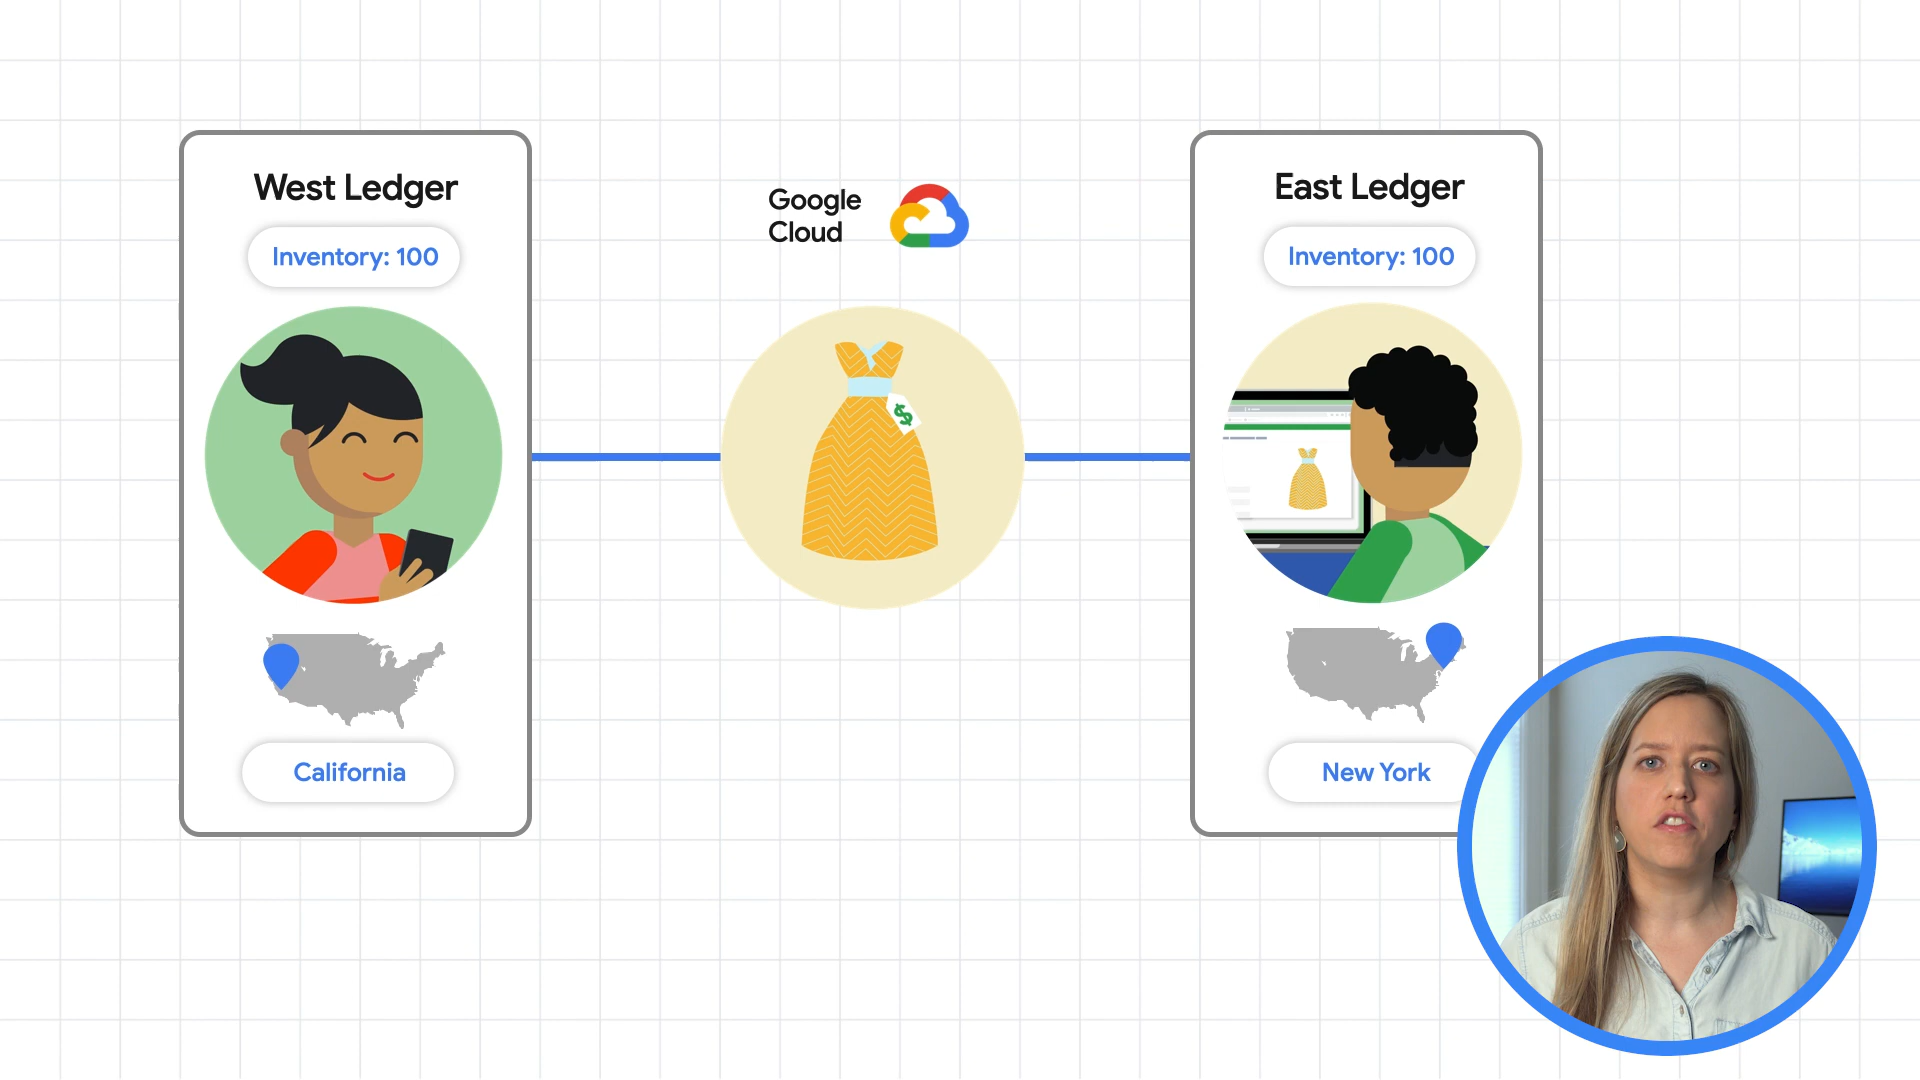 West Ledger
Inventory: 100
California
Google
Cloud
$
East Ledger
Inventory: 100
New York